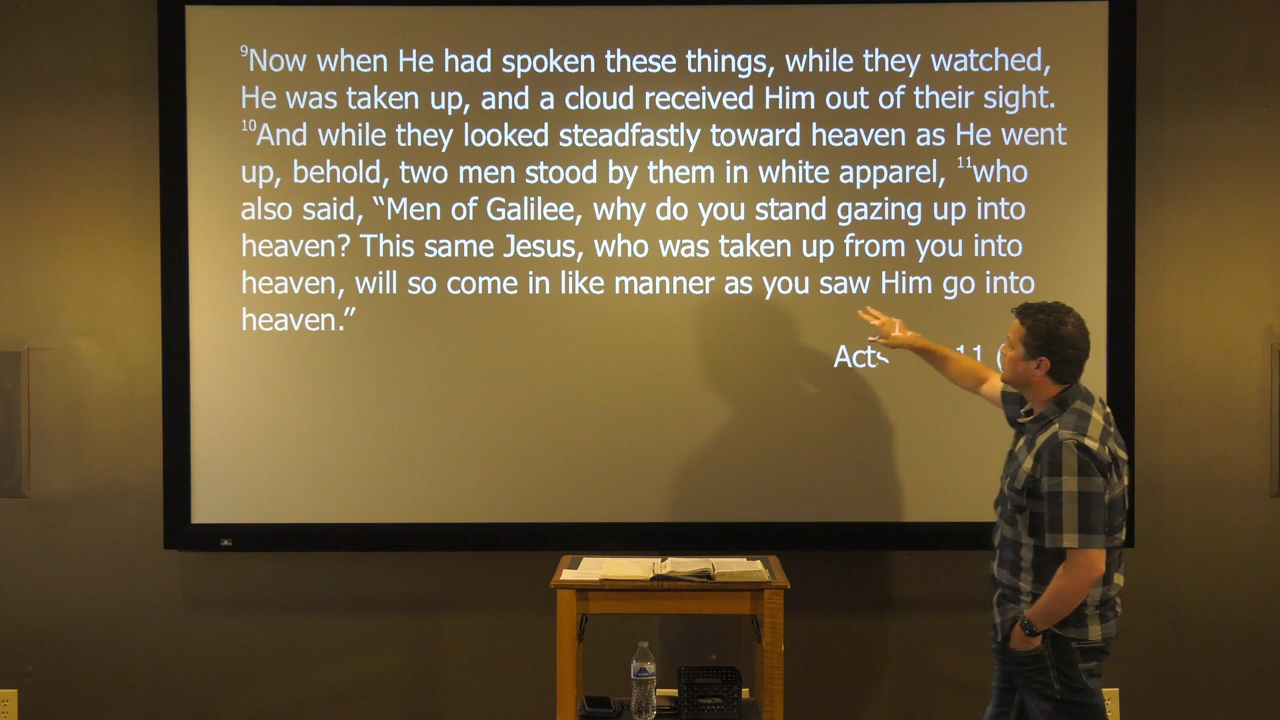 ⁹Now when He had spoken these things, while they watched,
He was taken up, and a cloud received Him out of their sight.
¹⁰And while they looked steadfastly toward heaven as He went
up, behold, two men stood by them in white apparel, ¹¹who
also said, “Men of Galilee, why do you stand gazing up into
heaven? This same Jesus, who was taken up from you into
heaven, will so come in like manner as you saw Him go into
heaven.”
Acts 11 (